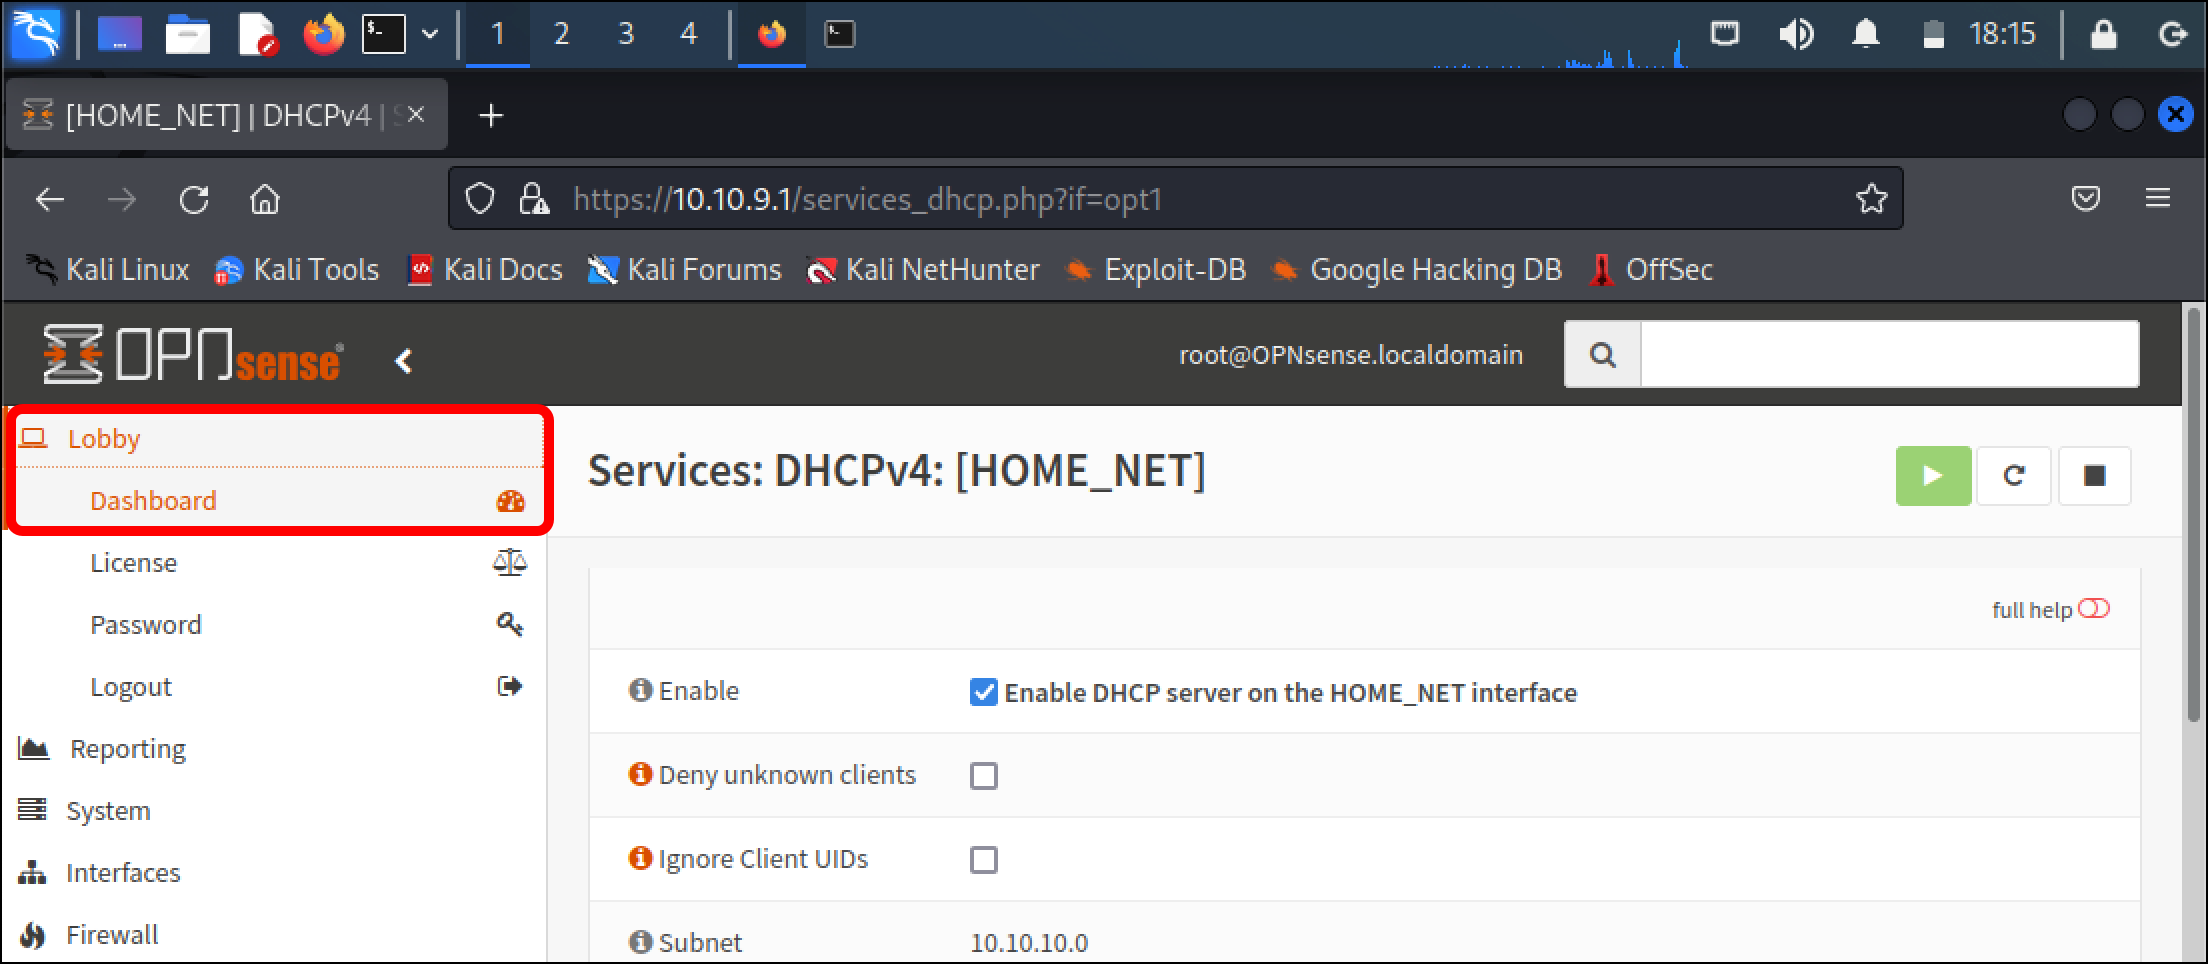 1 2 3 4 18:15
[HOME_NET] | DHCPv4 |
https://10.10.9.1/services_dhcp.php?if=opt1
Kali Linux Kali Tools Kali Docs Kali Forums Kali NetHunter Exploit-DB Google Hacking DB OffSec
OPNsense® root@OPNsense.localdomain
Lobby
Dashboard
License
Password
Logout
Reporting
System
Interfaces
Firewall
Services: DHCPv4: [HOME_NET]
full help
Enable Enable DHCP server on the HOME_NET interface
Deny unknown clients
Ignore Client UIDs
Subnet 10.10.10.0